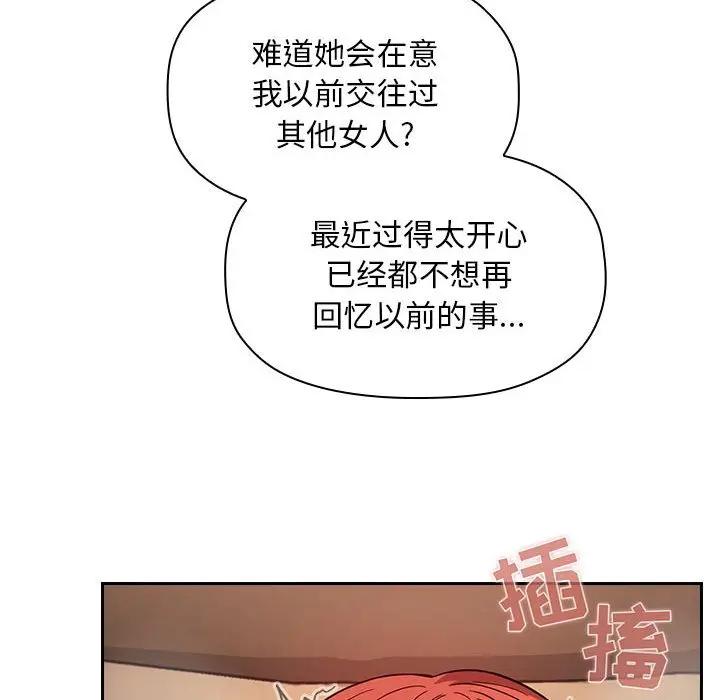 难道她会在意
我以前交往过
其他女人?
最近过得太开心
已经都不想再
回忆以前的事...
插
搐